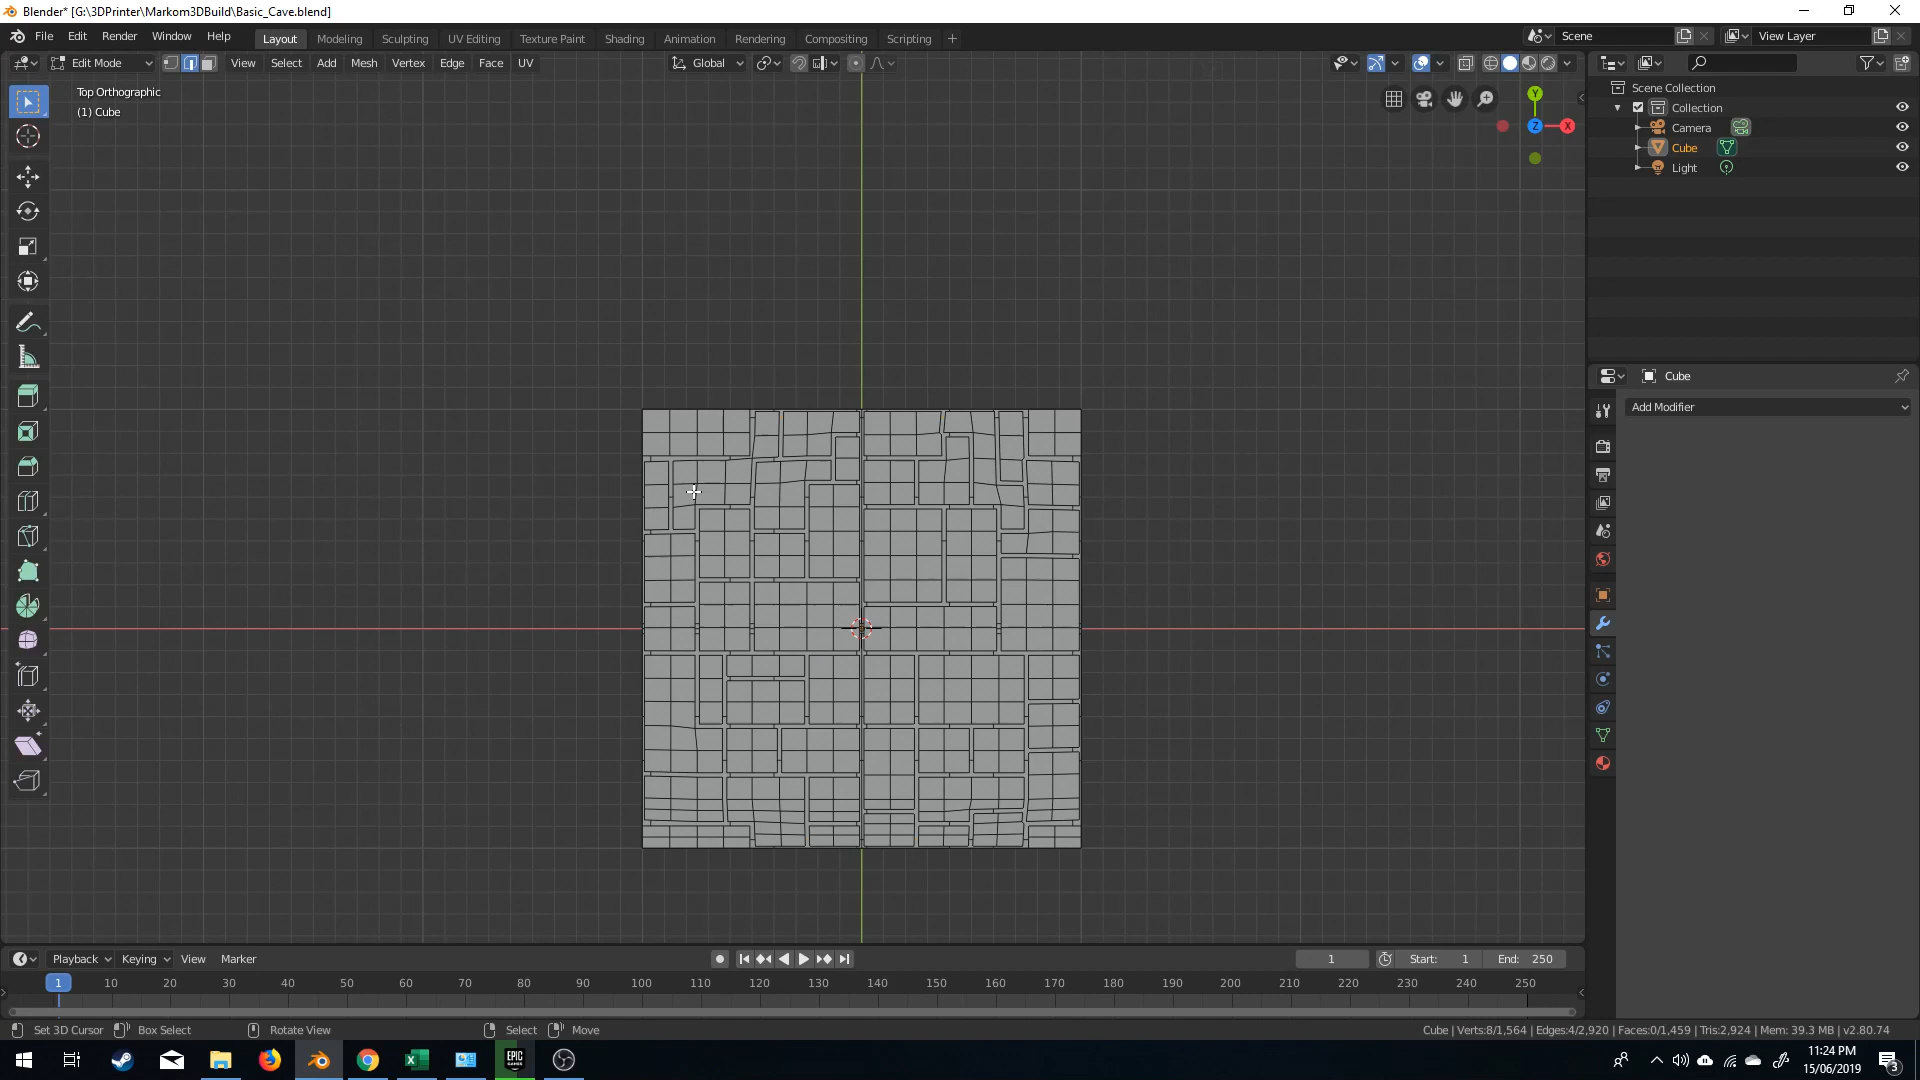 Blender* [G:\3DPrinter\Markom3DBuild\Basic_Cave.blend]
File Edit Render Window Help Layout Modeling Sculpting UV Editing Texture Paint Shading Animation Rendering Compositing Scripting + Scene View Layer
Edit Mode View Select Add Mesh Vertex Edge Face UV Global
Top Orthographic
(1) Cube
Y
Z X
Scene Collection
Collection
Camera
Cube
Light
Cube
Add Modifier
Playback Keying View Marker 1 Start: 1 End: 250
1 10 20 30 40 50 60 70 80 90 100 110 120 130 140 150 160 170 180 190 200 210 220 230 240 250
Set 3D Cursor Box Select Rotate View Select Move Cube | Verts:8/1,564 | Edges:4/2,920 | Faces:0/1,459 | Tris:2,924 | Mem: 39.3 MB | v2.80.74
EPIC GAMES
11:24 PM
15/06/2019
3